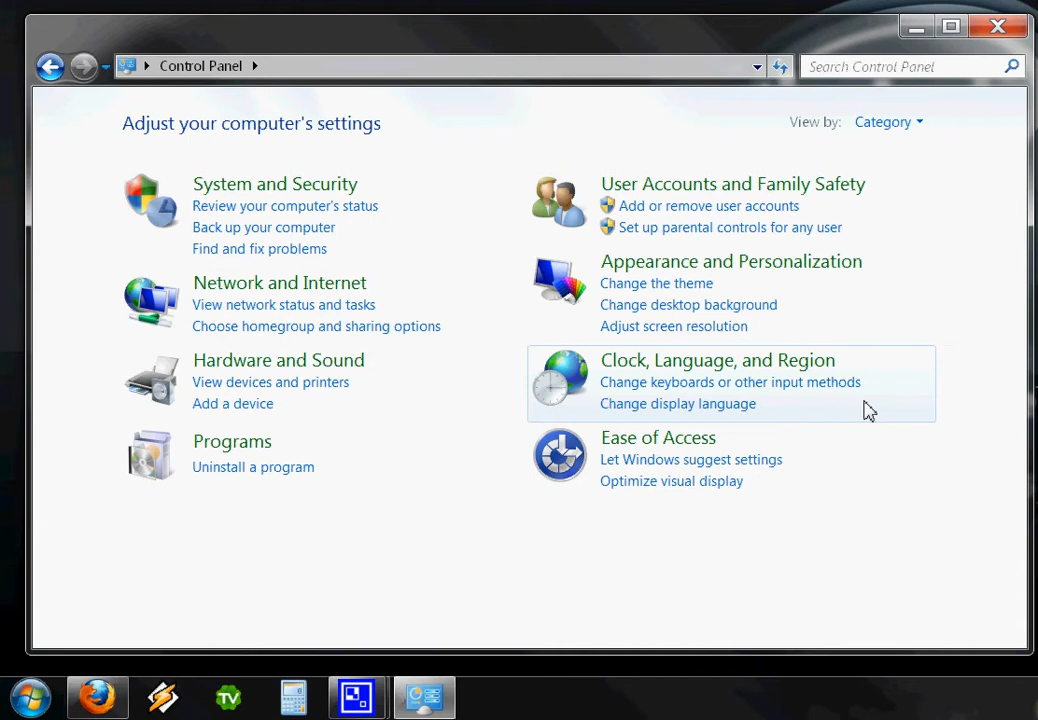 Control Panel
Search Control Panel
Adjust your computer's settings
View by: Category
System and Security
Review your computer's status
Back up your computer
Find and fix problems
Network and Internet
View network status and tasks
Choose homegroup and sharing options
Hardware and Sound
View devices and printers
Add a device
Programs
Uninstall a program
User Accounts and Family Safety
Add or remove user accounts
Set up parental controls for any user
Appearance and Personalization
Change the theme
Change desktop background
Adjust screen resolution
Clock, Language, and Region
Change keyboards or other input methods
Change display language
Ease of Access
Let Windows suggest settings
Optimize visual display
TV